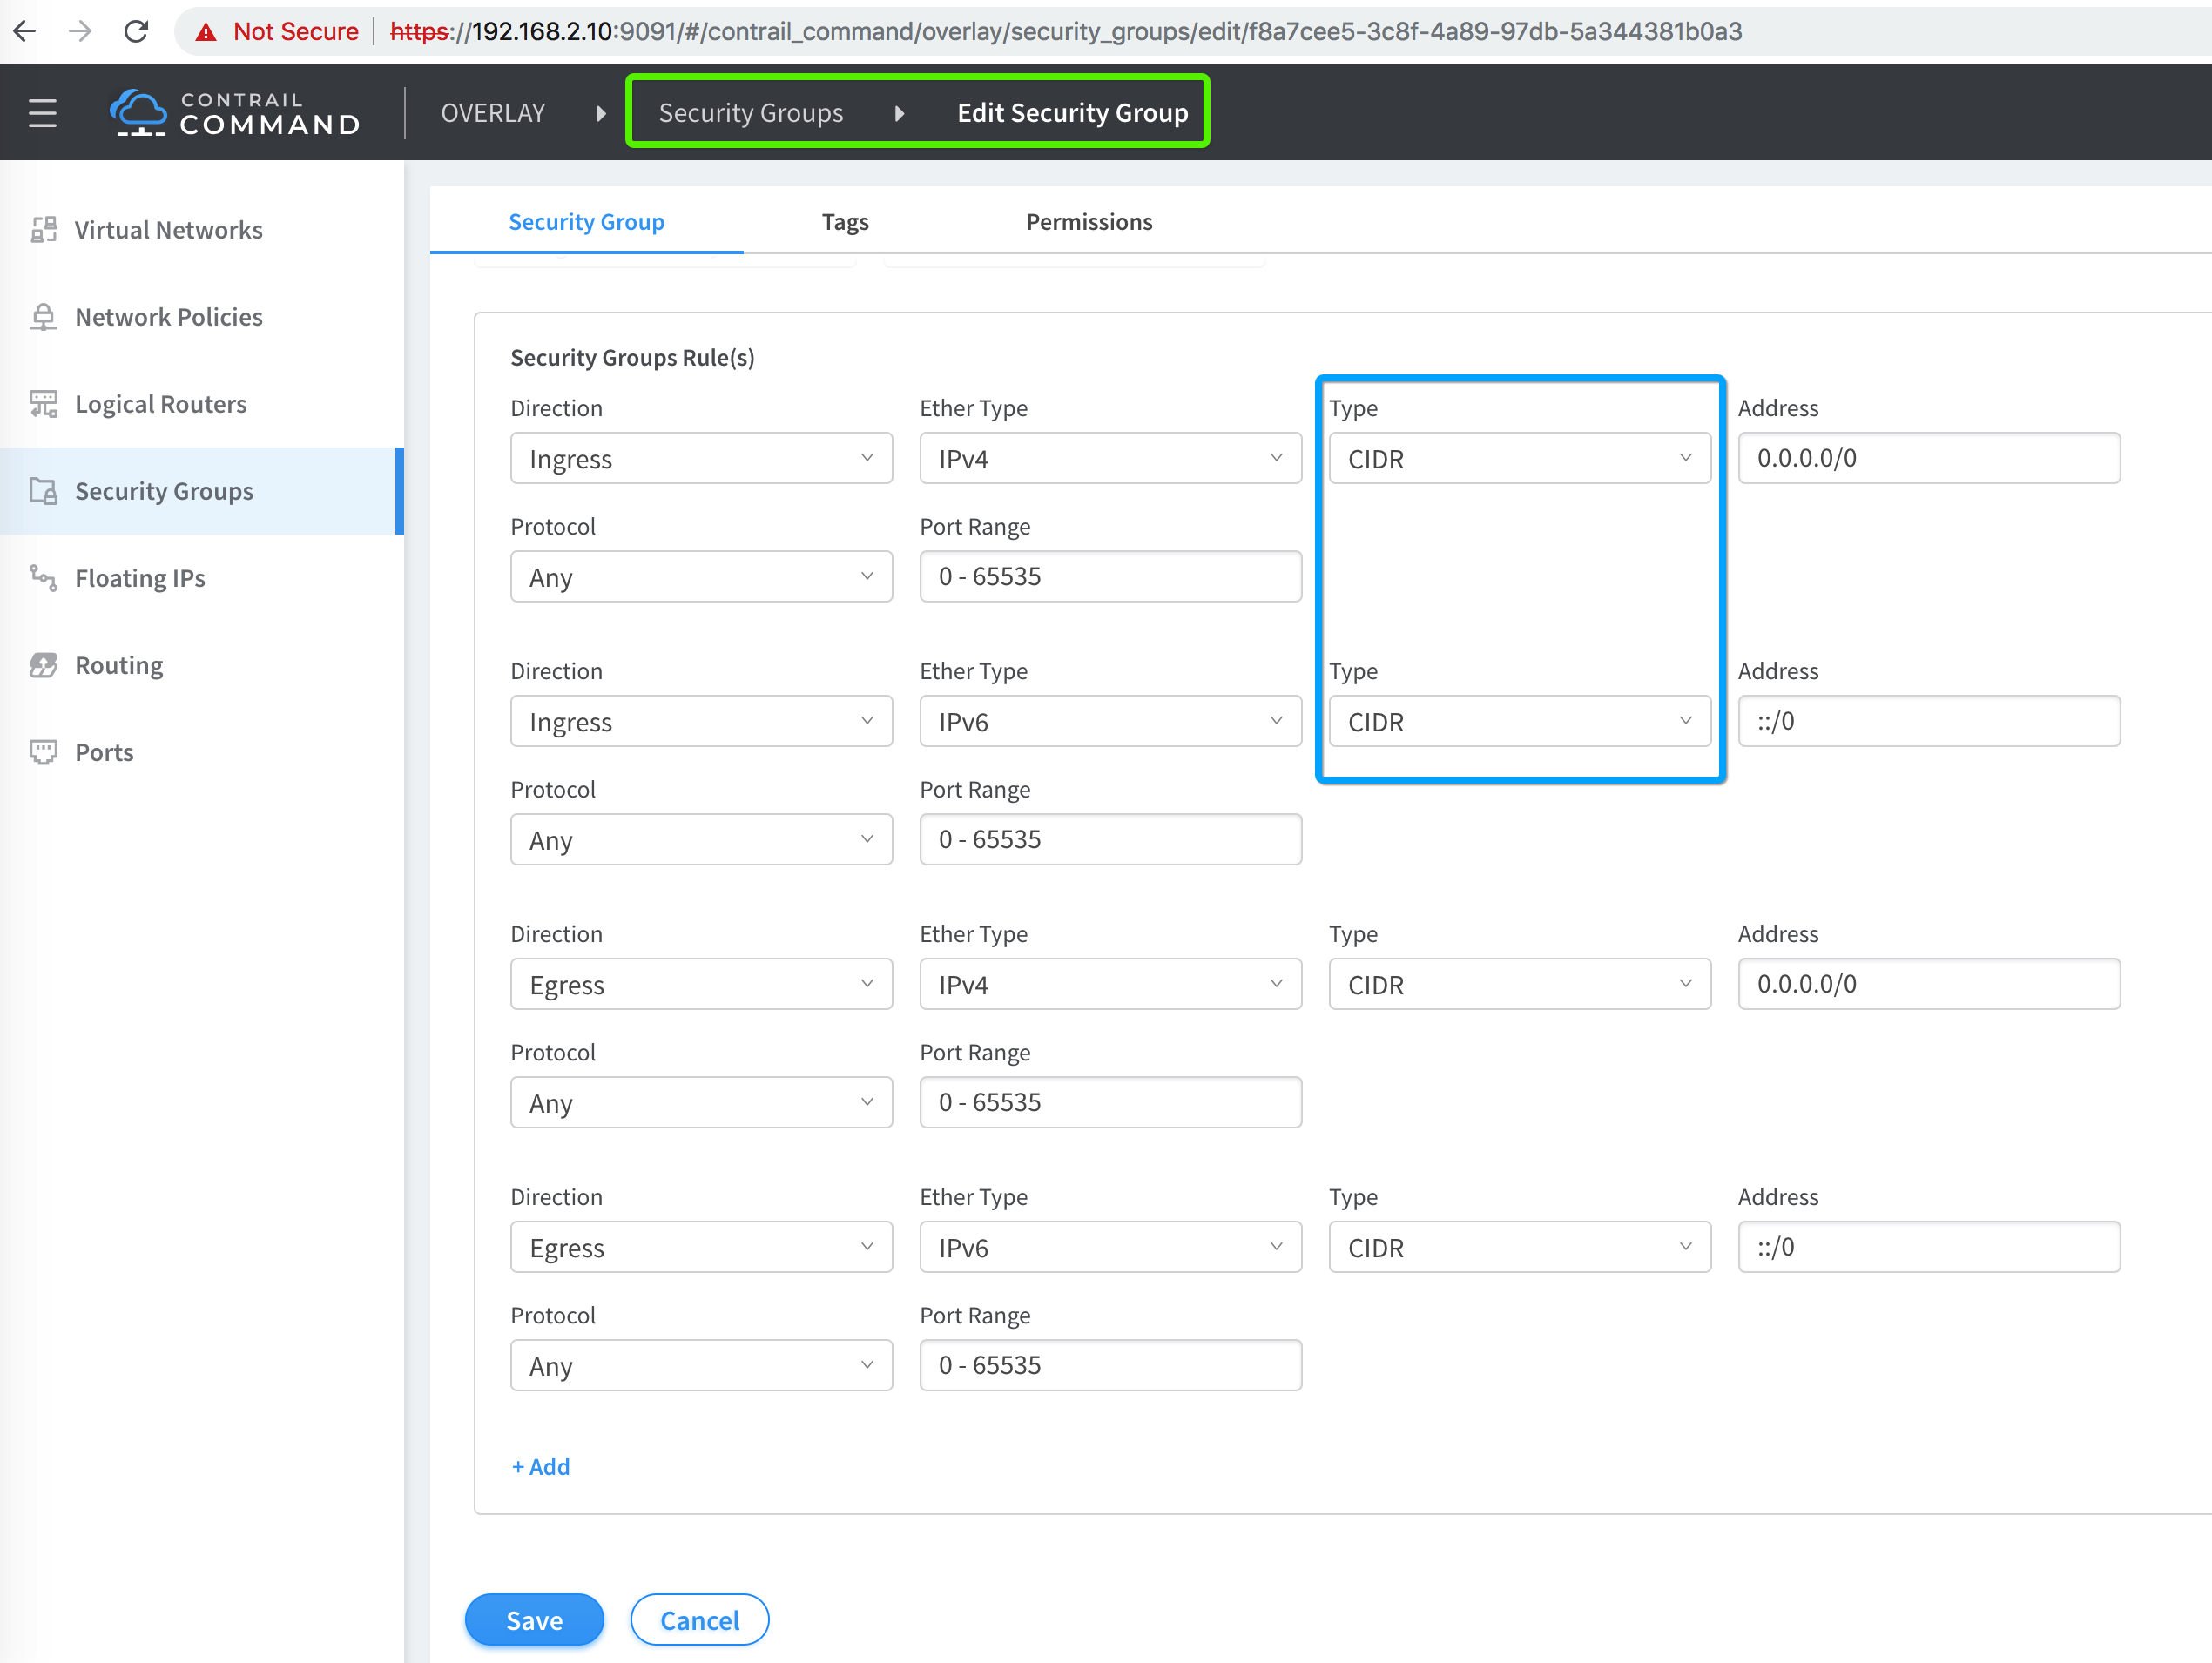 Not Secure https://192.168.2.10:9091/#/contrail_command/overlay/security_groups/edit/f8a7cee5-3c8f-4a89-97db-5a344381b0a3
CONTRAIL
COMMAND
OVERLAY Security Groups Edit Security Group
Virtual Networks
Network Policies
Logical Routers
Security Groups
Floating IPs
Routing
Ports
Security Group Tags Permissions
Security Groups Rule(s)
Direction Ether Type Type Address
Ingress IPv4 CIDR 0.0.0.0/0
Protocol Port Range
Any 0 - 65535
Direction Ether Type Type Address
Ingress IPv6 CIDR ::/0
Protocol Port Range
Any 0 - 65535
Direction Ether Type Type Address
Egress IPv4 CIDR 0.0.0.0/0
Protocol Port Range
Any 0 - 65535
Direction Ether Type Type Address
Egress IPv6 CIDR ::/0
Protocol Port Range
Any 0 - 65535
+ Add
Save Cancel